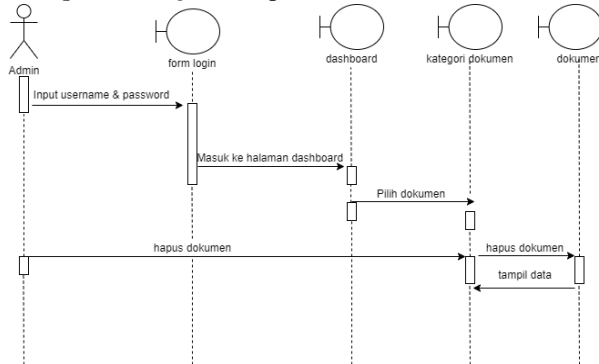 Admin
form login
dashboard
kategori dokumen
dokumen
Input username & password
Masuk ke halaman dashboard
Pilih dokumen
hapus dokumen
hapus dokumen
tampil data